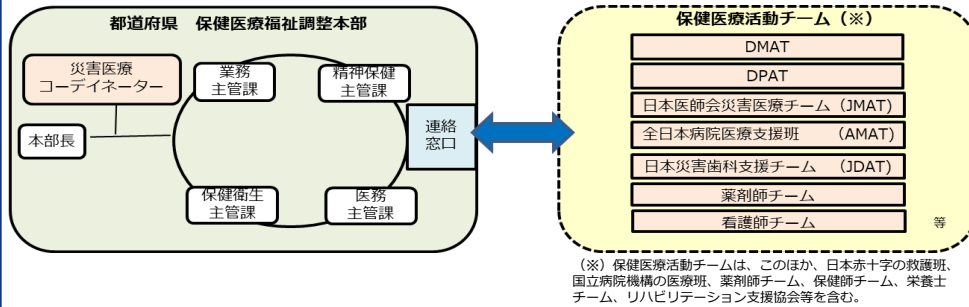 都道府県　保健医療福祉調整本部
災害医療
コーデイネーター
業務
主管課
精神保健
主管課
本部長
連絡
窓口
保健衛生
主管課
医務
主管課
保健医療活動チーム（※）
DMAT
DPAT
日本医師会災害医療チーム（JMAT)
全日本病院医療支援班　　（AMAT)
日本災害歯科支援チーム　（JDAT)
薬剤師チーム
看護師チーム
等
（※）保健医療活動チームは、このほか、日本赤十字の救護班、
国立病院機構の医療班、薬剤師チーム、保健師チーム、栄養士
チーム、リハビリテーション支援協会等を含む。